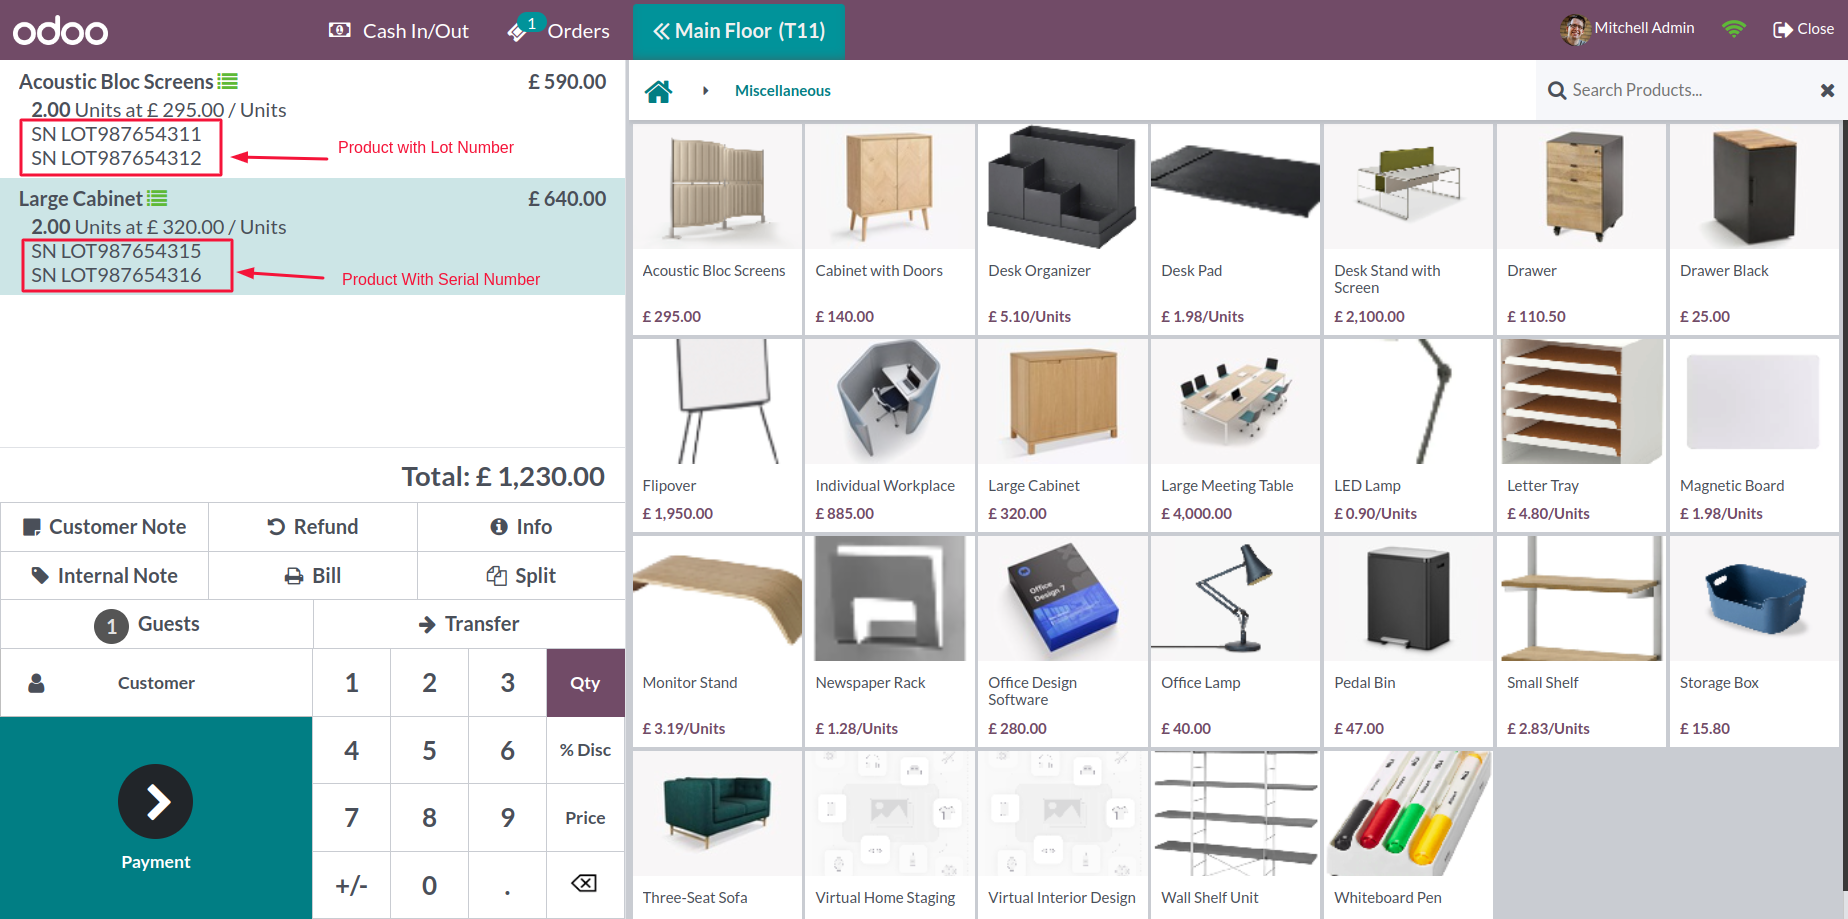 odoo
Cash In/Out
1
Orders
Main Floor (T11)
Mitchell Admin
Close
Acoustic Bloc Screens
£ 590.00
2.00 Units at £ 295.00 / Units
SN LOT987654311
SN LOT987654312
Product with Lot Number
Large Cabinet
£ 640.00
2.00 Units at £ 320.00 / Units
SN LOT987654315
SN LOT987654316
Product With Serial Number
Total: £ 1,230.00
Customer Note
Refund
Info
Internal Note
Bill
Split
1 Guests
Transfer
Customer
1 2 3 Qty
4 5 6 % Disc
7 8 9 Price
+/- 0 .
Payment
Miscellaneous
Search Products...
Acoustic Bloc Screens
£ 295.00
Cabinet with Doors
£ 140.00
Desk Organizer
£ 5.10/Units
Desk Pad
£ 1.98/Units
Desk Stand with
Screen
£ 2,100.00
Drawer
£ 110.50
Drawer Black
£ 25.00
Flipover
£ 1,950.00
Individual Workplace
£ 885.00
Large Cabinet
£ 320.00
Large Meeting Table
£ 4,000.00
LED Lamp
£ 0.90/Units
Letter Tray
£ 4.80/Units
Magnetic Board
£ 1.98/Units
Monitor Stand
£ 3.19/Units
Newspaper Rack
£ 1.28/Units
Office
Design 7
Office Design
Software
£ 280.00
Office Lamp
£ 40.00
Pedal Bin
£ 47.00
Small Shelf
£ 2.83/Units
Storage Box
£ 15.80
Three-Seat Sofa
Virtual Home Staging
Virtual Interior Design
Wall Shelf Unit
Whiteboard Pen